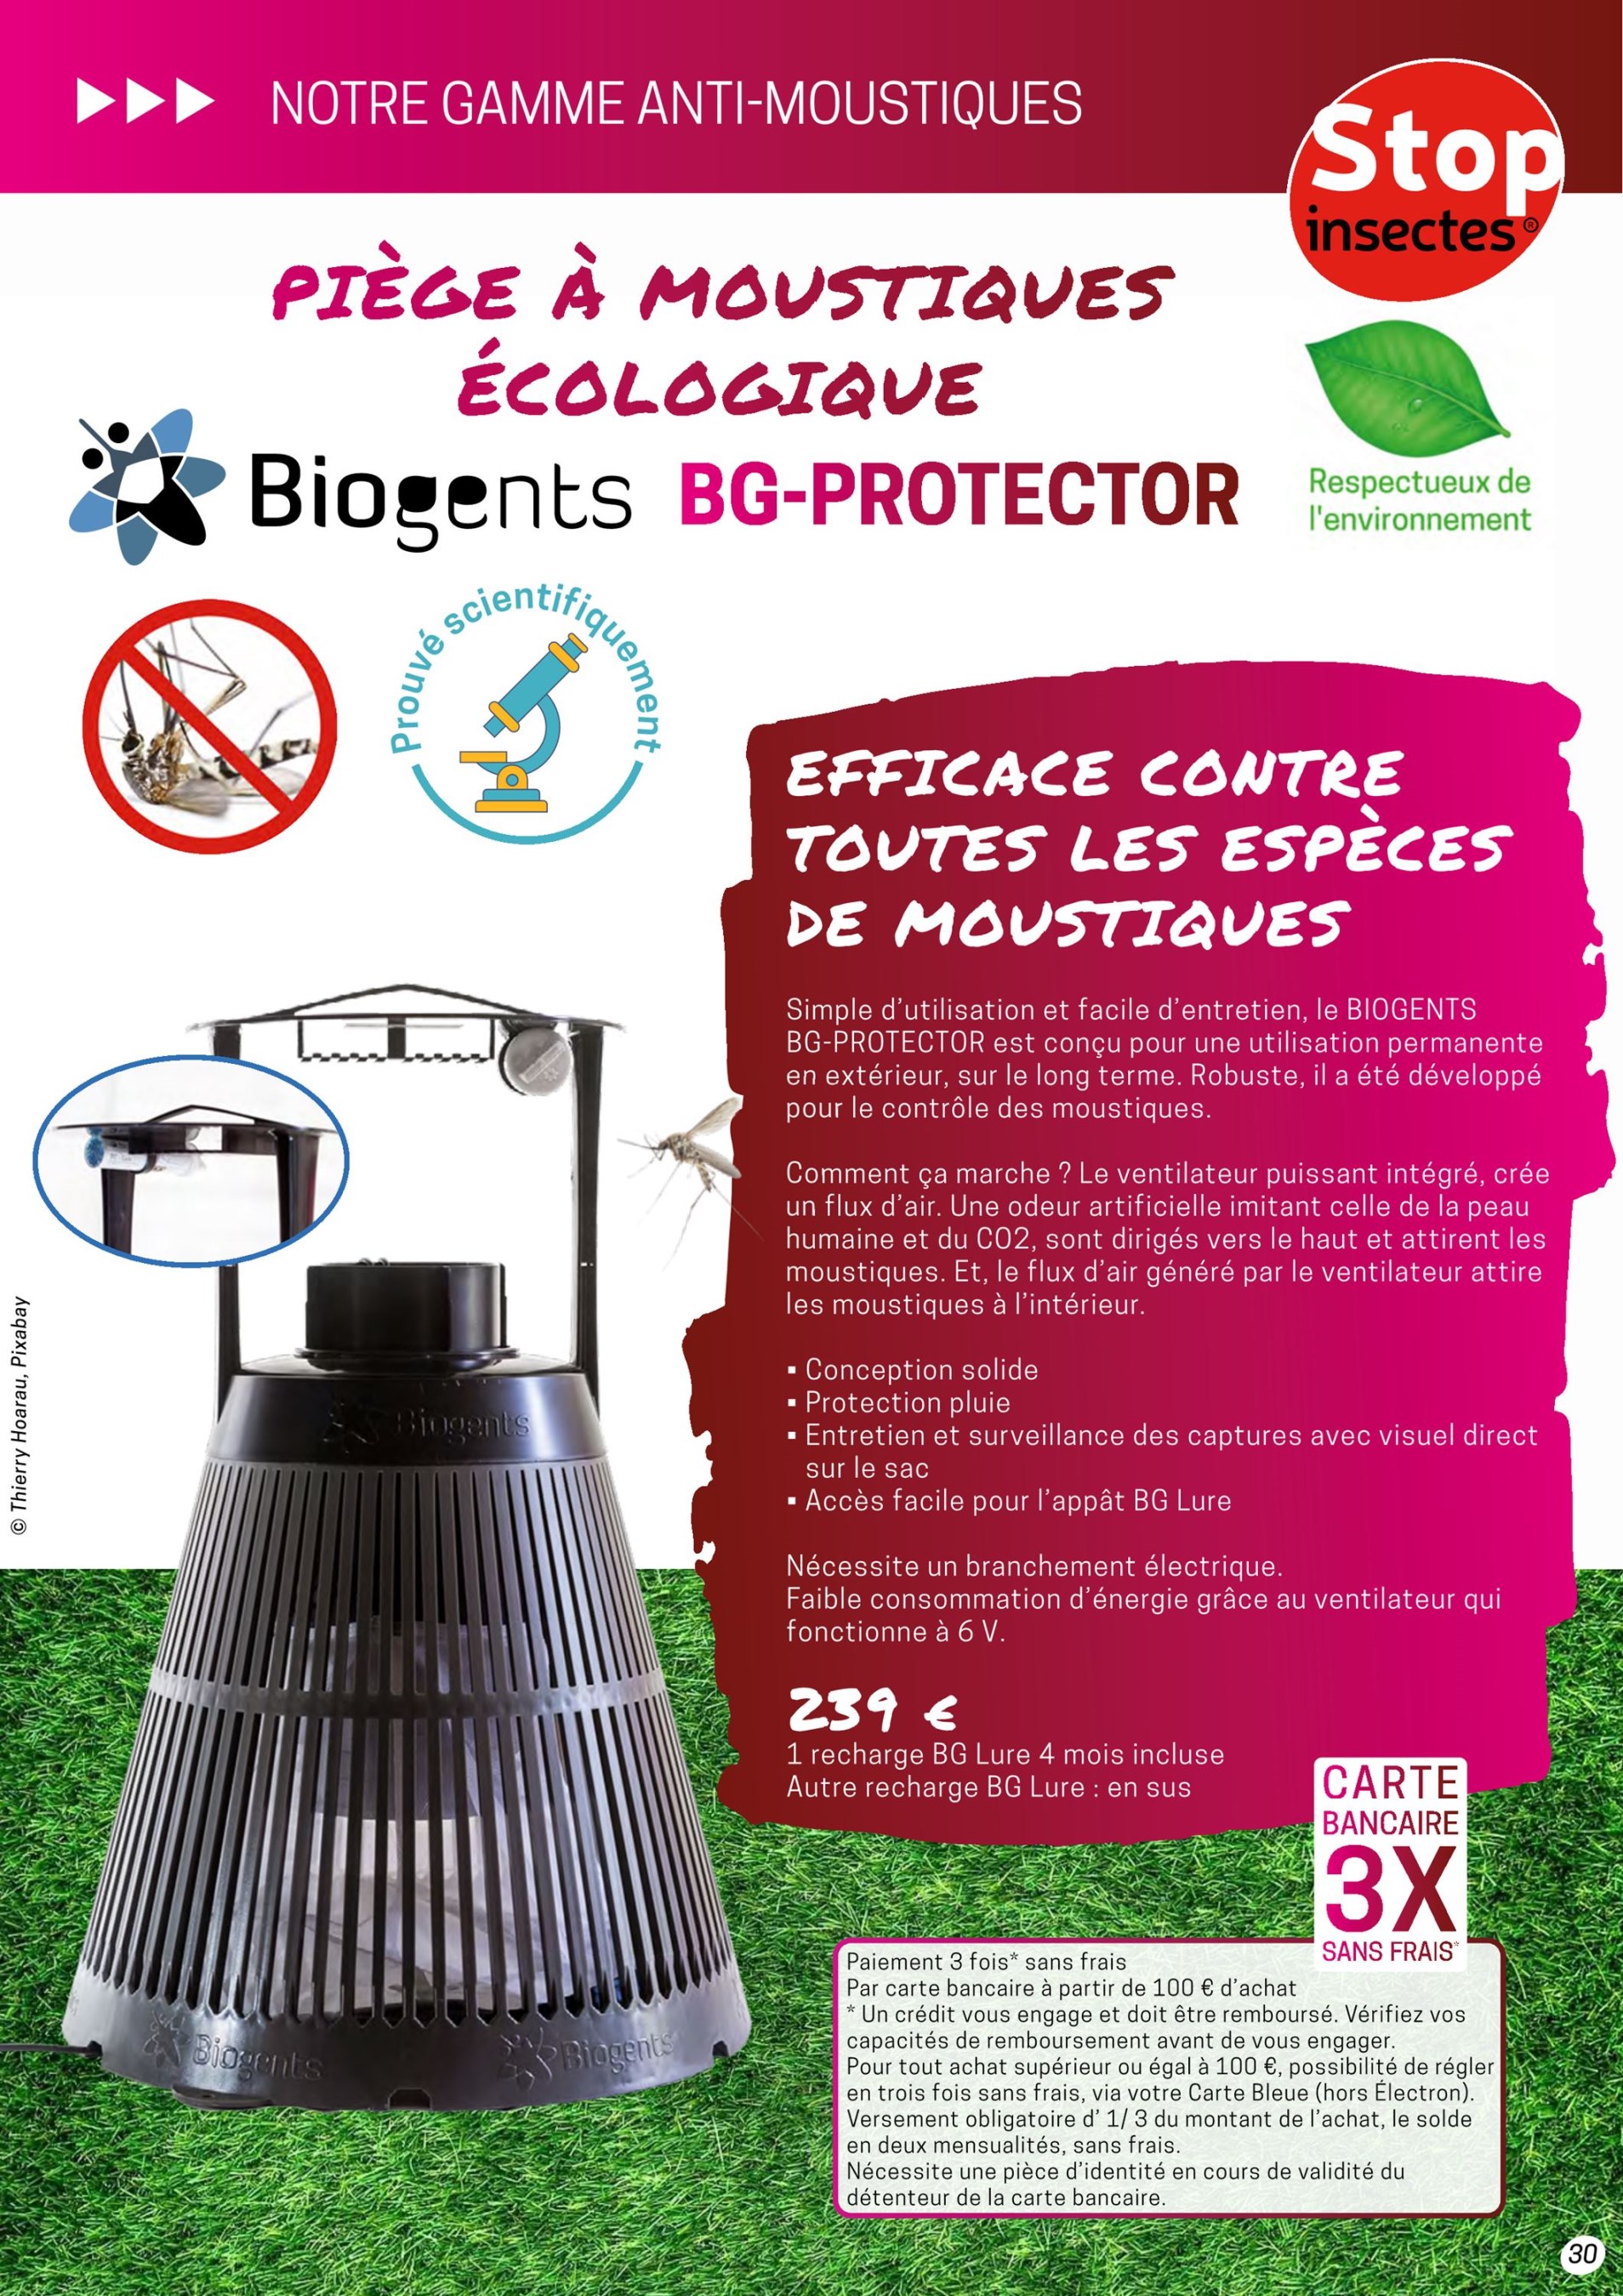 NOTRE GAMME ANTI-MOUSTIQUES
Stop
insectes®
PIÈGE À MOUSTIQUES
ÉCOLOGIQUE
Biogents BG-PROTECTOR
Respectueux de
l'environnement
Prouvé scientifiquement
EFFICACE CONTRE
TOUTES LES ESPÈCES
DE MOUSTIQUES
Simple d’utilisation et facile d’entretien, le BIOGENTS
BG-PROTECTOR est conçu pour une utilisation permanente
en extérieur, sur le long terme. Robuste, il a été développé
pour le contrôle des moustiques.
Comment ça marche ? Le ventilateur puissant intégré, crée
un flux d’air. Une odeur artificielle imitant celle de la peau
humaine et du CO2, sont dirigés vers le haut et attirent les
moustiques. Et, le flux d’air généré par le ventilateur attire
les moustiques à l’intérieur.
▪ Conception solide
▪ Protection pluie
▪ Entretien et surveillance des captures avec visuel direct
sur le sac
▪ Accès facile pour l’appât BG Lure
Nécessite un branchement électrique.
Faible consommation d’énergie grâce au ventilateur qui
fonctionne à 6 V.
239 €
1 recharge BG Lure 4 mois incluse
Autre recharge BG Lure : en sus
CARTE
BANCAIRE
3X
SANS FRAIS*
Paiement 3 fois* sans frais
Par carte bancaire à partir de 100 € d’achat
* Un crédit vous engage et doit être remboursé. Vérifiez vos
capacités de remboursement avant de vous engager.
Pour tout achat supérieur ou égal à 100 €, possibilité de régler
en trois fois sans frais, via votre Carte Bleue (hors Électron).
Versement obligatoire d’ 1/ 3 du montant de l’achat, le solde
en deux mensualités, sans frais.
Nécessite une pièce d’identité en cours de validité du
détenteur de la carte bancaire.
© Thierry Hoarau, Pixabay
Biogents
Biogents
Biogents
30